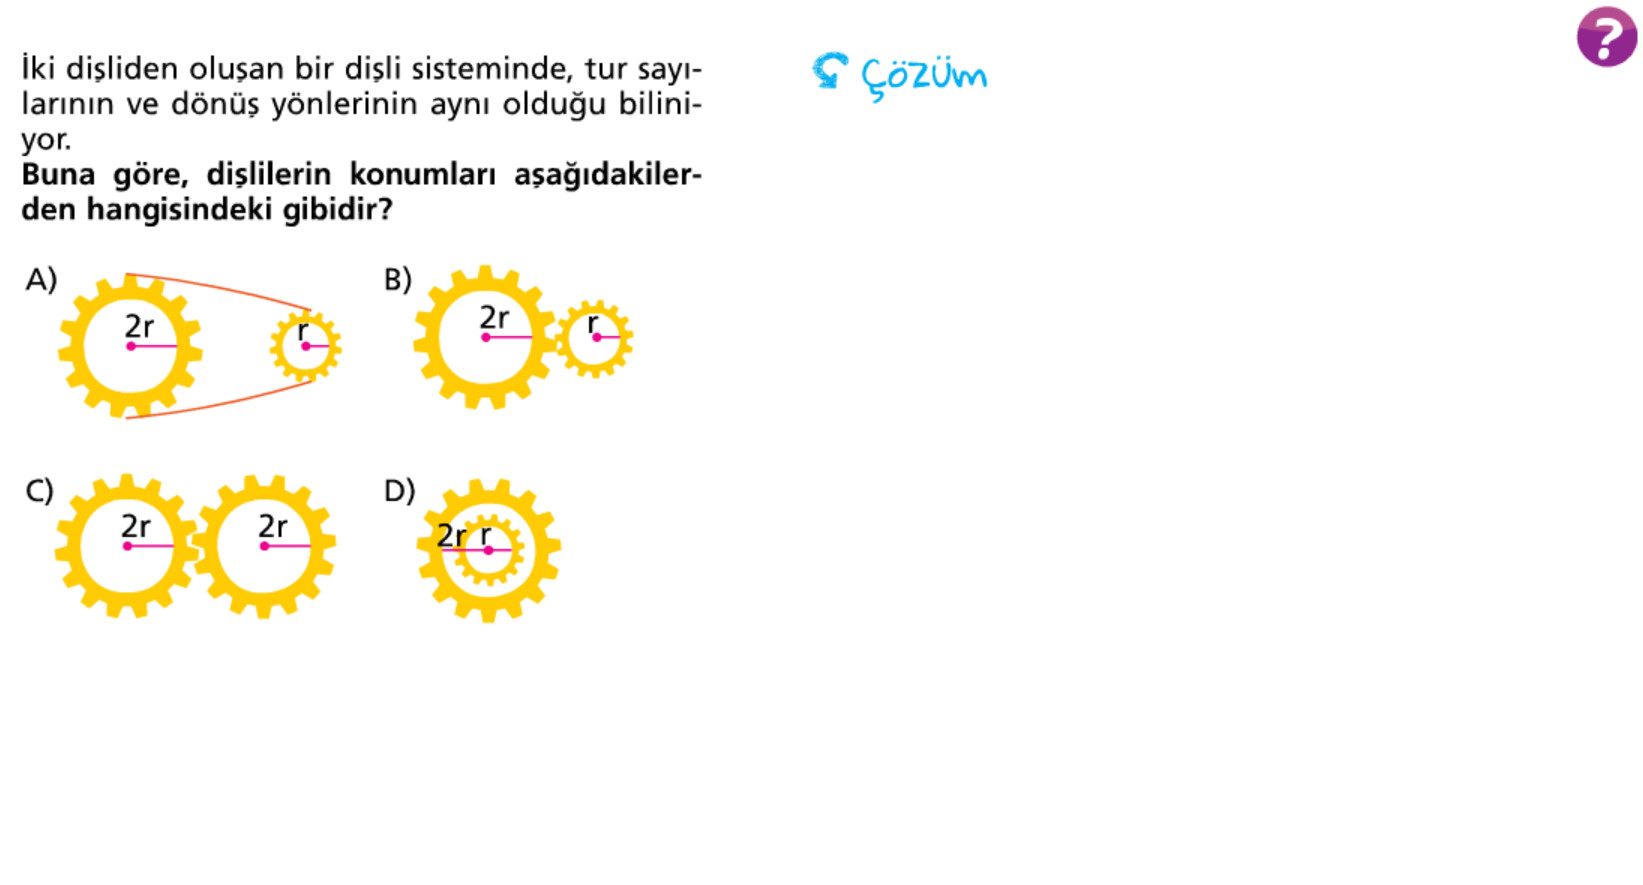 ?
İki dişliden oluşan bir dişli sisteminde, tur sayı-
larının ve dönüş yönlerinin aynı olduğu bilini-
yor.
Buna göre, dişlilerin konumları aşağıdakiler-
den hangisindeki gibidir?
Çözüm
A)
2r
r
B)
2r
r
C)
2r
2r
D)
2r r